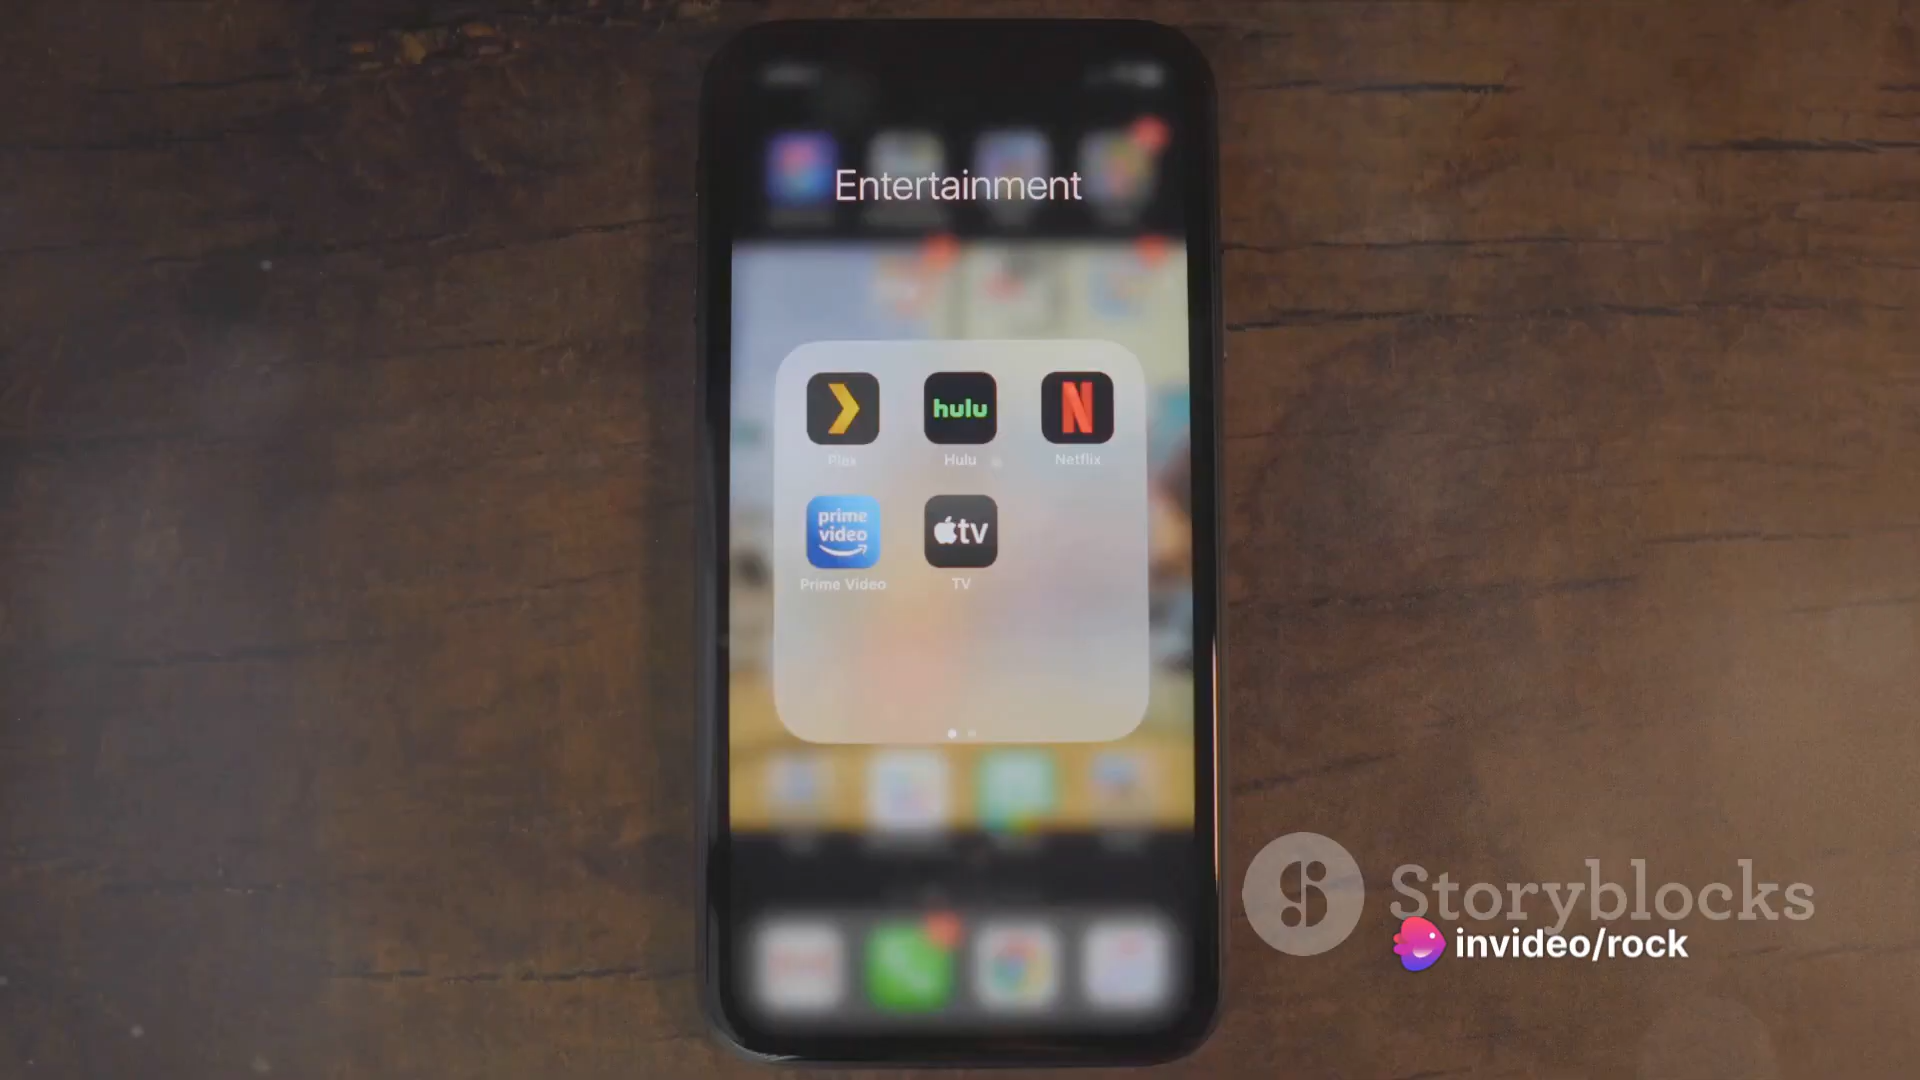 Entertainment
hulu
N
Plex
Hulu
Netflix
prime
video
tv
Prime Video
TV
Storyblocks
invideo/rock